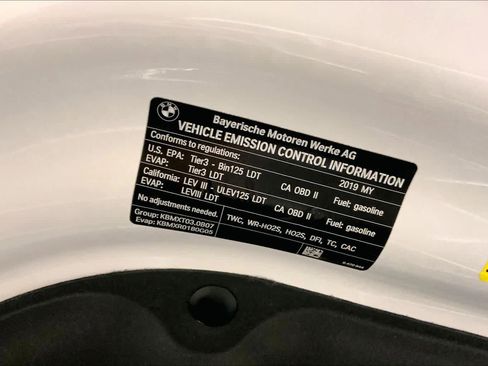 BMW
Bayerische Motoren Werke AG
VEHICLE EMISSION CONTROL INFORMATION
Conforms to regulations: 2019 MY
U.S. EPA: Tier3 - Bin125 LDT CA OBD II Fuel: gasoline
EVAP: Tier3 LDT
California: LEV III - ULEV125 LDT CA OBD II Fuel: gasoline
EVAP: LEVIII LDT
No adjustments needed. TWC, WR-HO2S, HO2S, DFI, TC, CAC
Group: KBMXT03.0B07
Evap: KBMXR0180G05